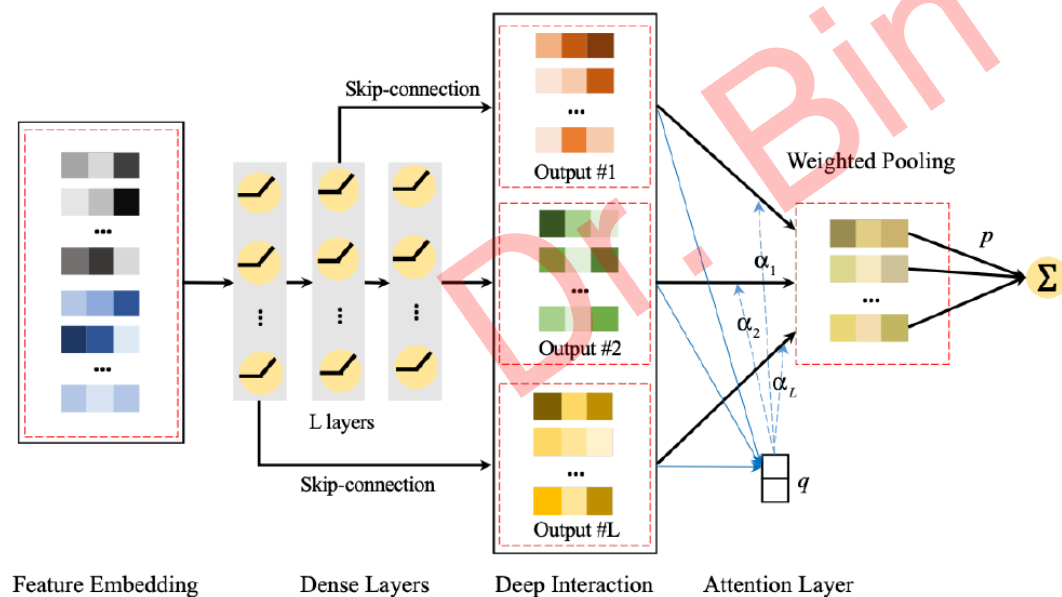 Dr. Bin
Skip-connection
Output #1
Weighted Pooling
...
...
...
p
α1
Σ
...
...
...
...
α2
Output #2
...
αL
L layers
...
Skip-connection
q
Output #L
Feature Embedding
Dense Layers
Deep Interaction
Attention Layer